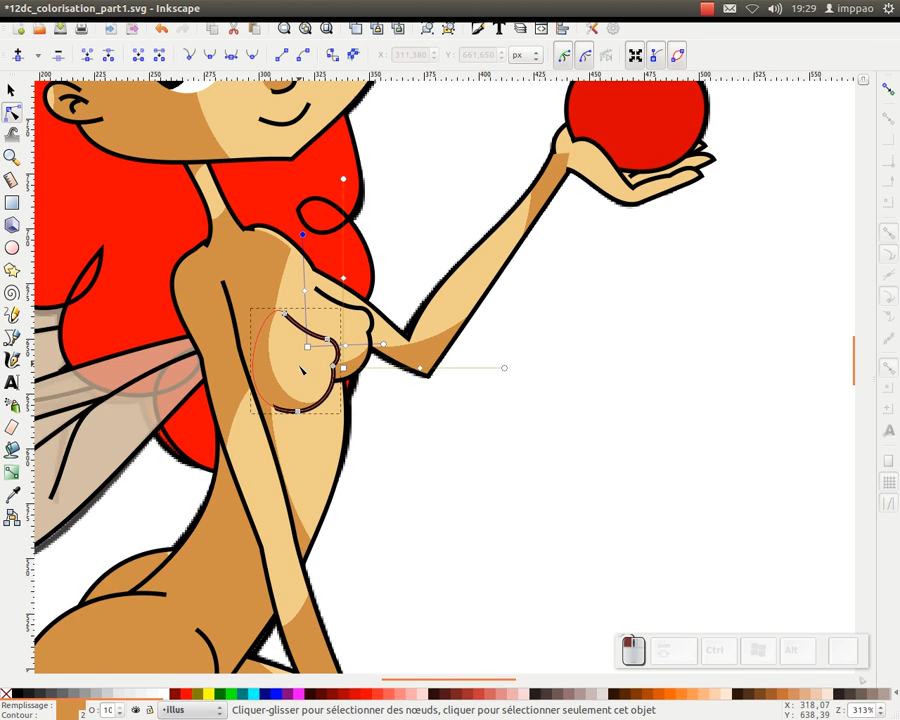 *12dc_colorisation_part1.svg - Inkscape
19:29 imppao
X: 311,380 Y: 661,650 px
200 225 250 275 300 325 350 375 400 425 450 475 500 525 550
Ctrl Alt
Remplissage :
Contour :
2
O: 10
•Illus
Cliquer-glisser pour sélectionner des nœuds, cliquer pour sélectionner seulement cet objet
X: 318,07
Y: 638,39
Z: 313%